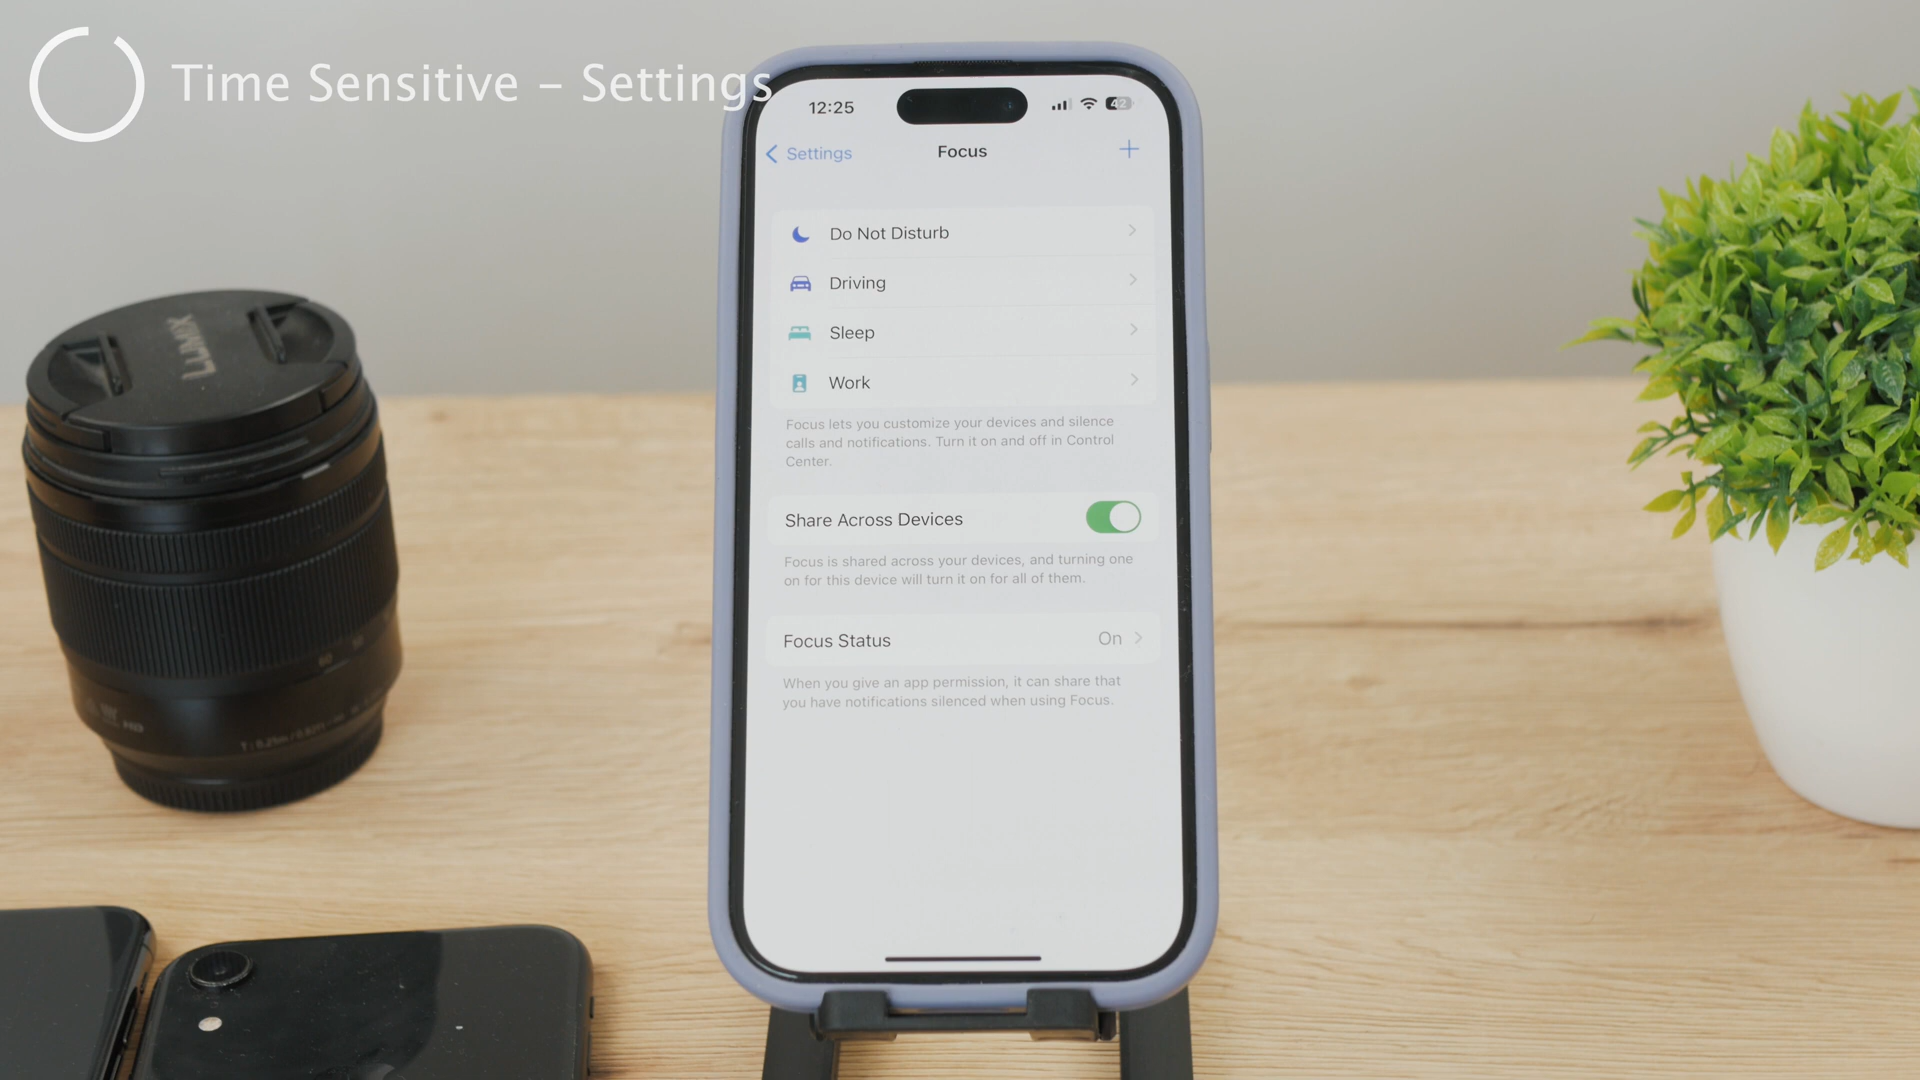 Time Sensitive – Settings
12:25
42
Settings
Focus
Do Not Disturb
Driving
Sleep
Work
Focus lets you customize your devices and silence
calls and notifications. Turn it on and off in Control
Center.
Share Across Devices
Focus is shared across your devices, and turning one
on for this device will turn it on for all of them.
Focus Status
On
When you give an app permission, it can share that
you have notifications silenced when using Focus.
LUMIX
60
HD